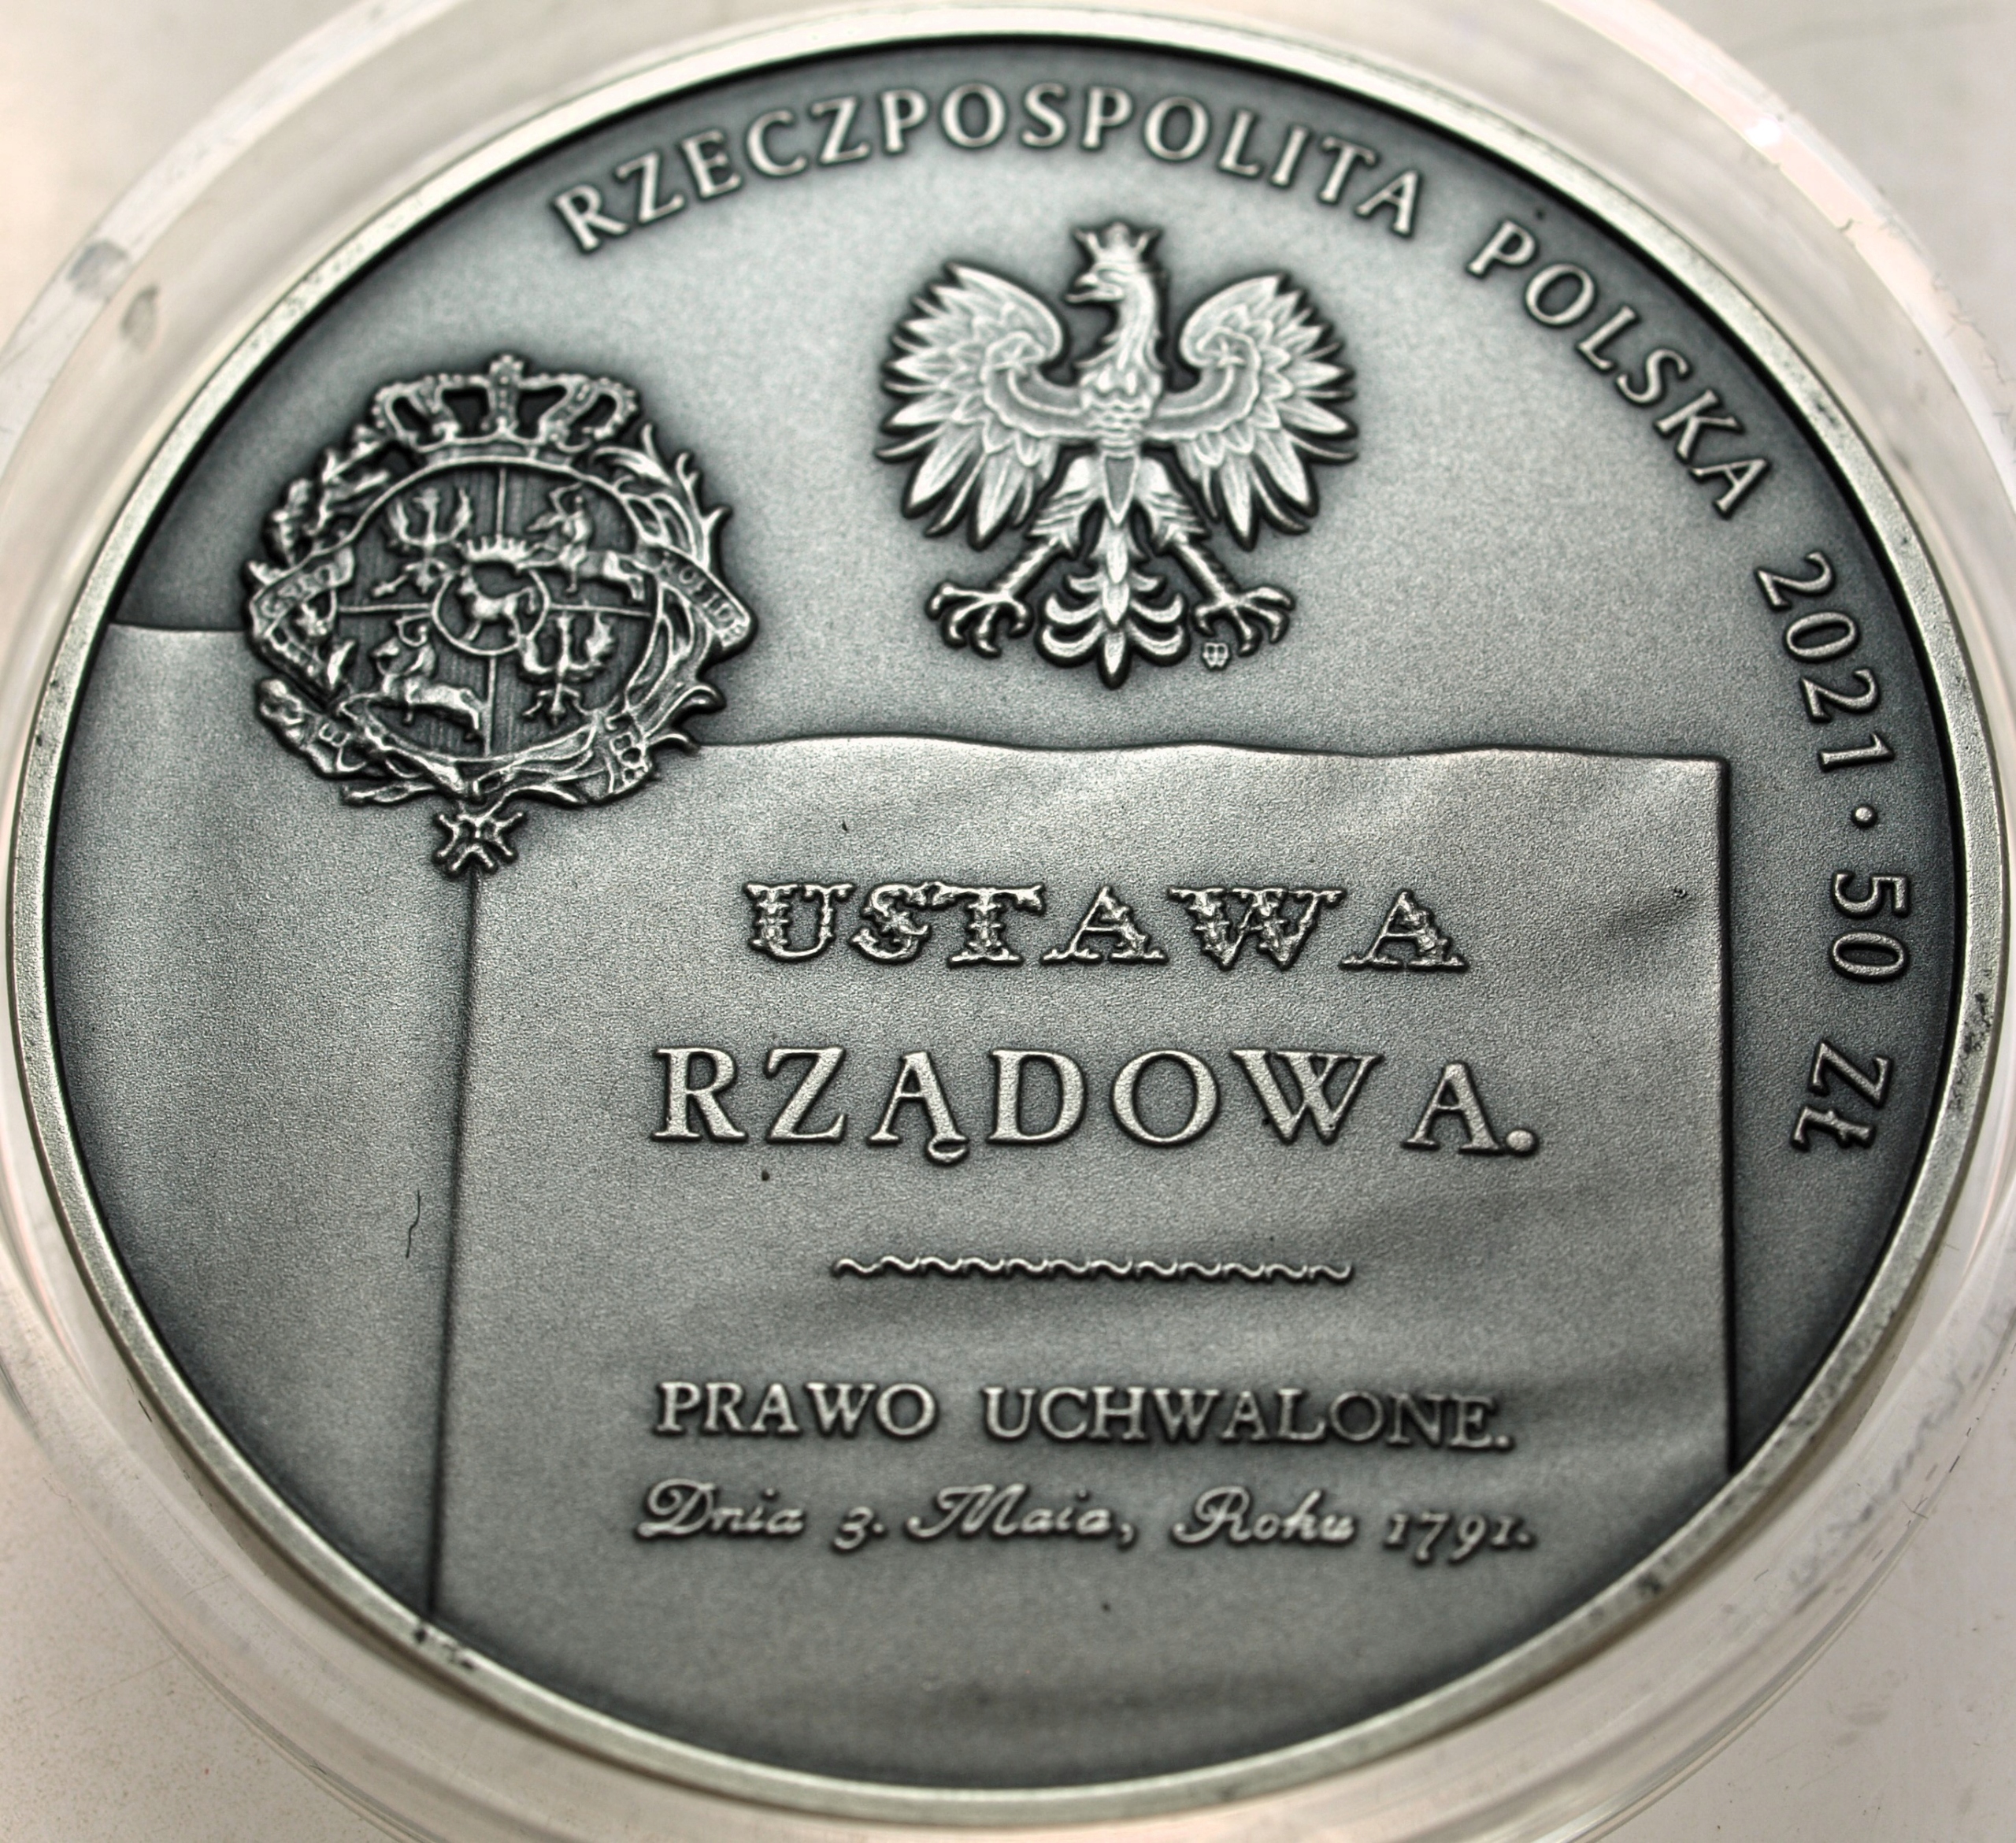 RZECZPOSPOLITA POLSKA 2021 · 50 ZŁ
USTAWA
RZĄDOWA.
PRAWO UCHWALONE.
Dnia 3. Maia, Roku 1791.